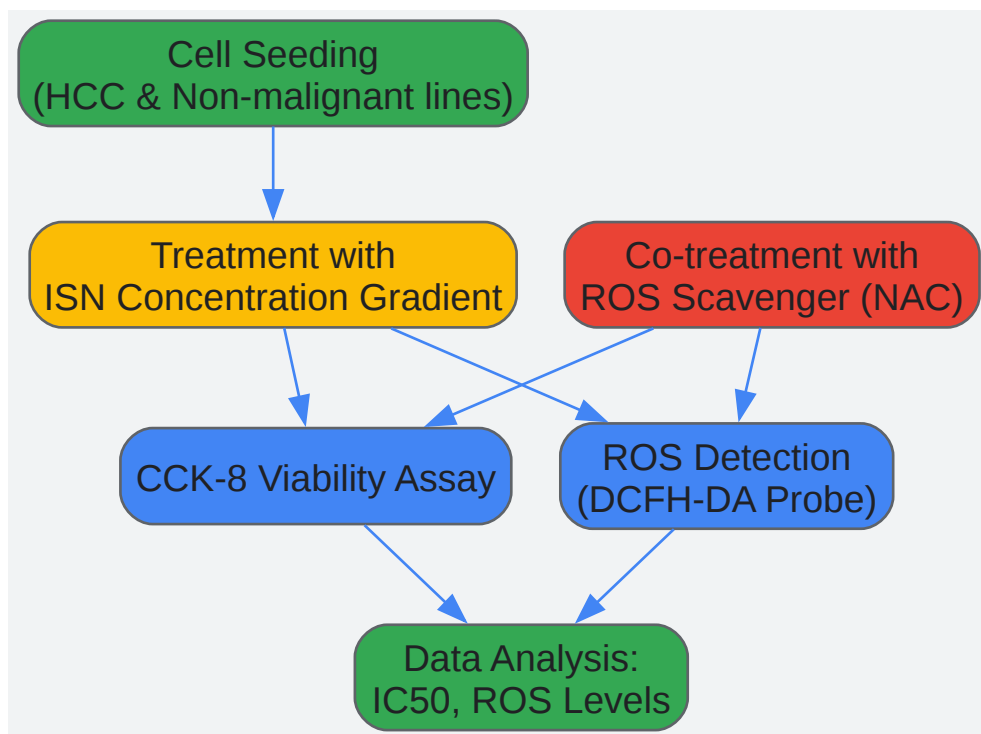 Cell Seeding
(HCC & Non-malignant lines)
Treatment with
ISN Concentration Gradient
Co-treatment with
ROS Scavenger (NAC)
CCK-8 Viability Assay
ROS Detection
(DCFH-DA Probe)
Data Analysis:
IC50, ROS Levels